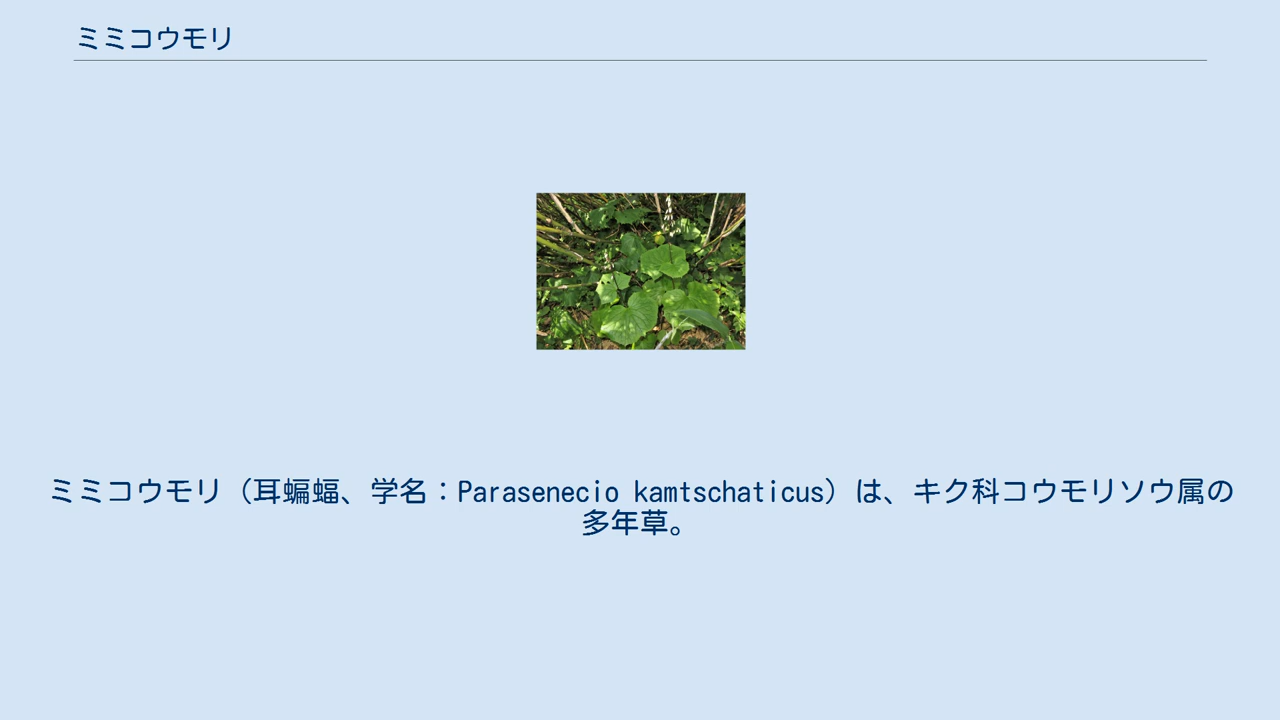 ミミコウモリ
ミミコウモリ（耳蝙蝠、学名：Parasenecio kamtschaticus）は、キク科コウモリソウ属の
多年草。